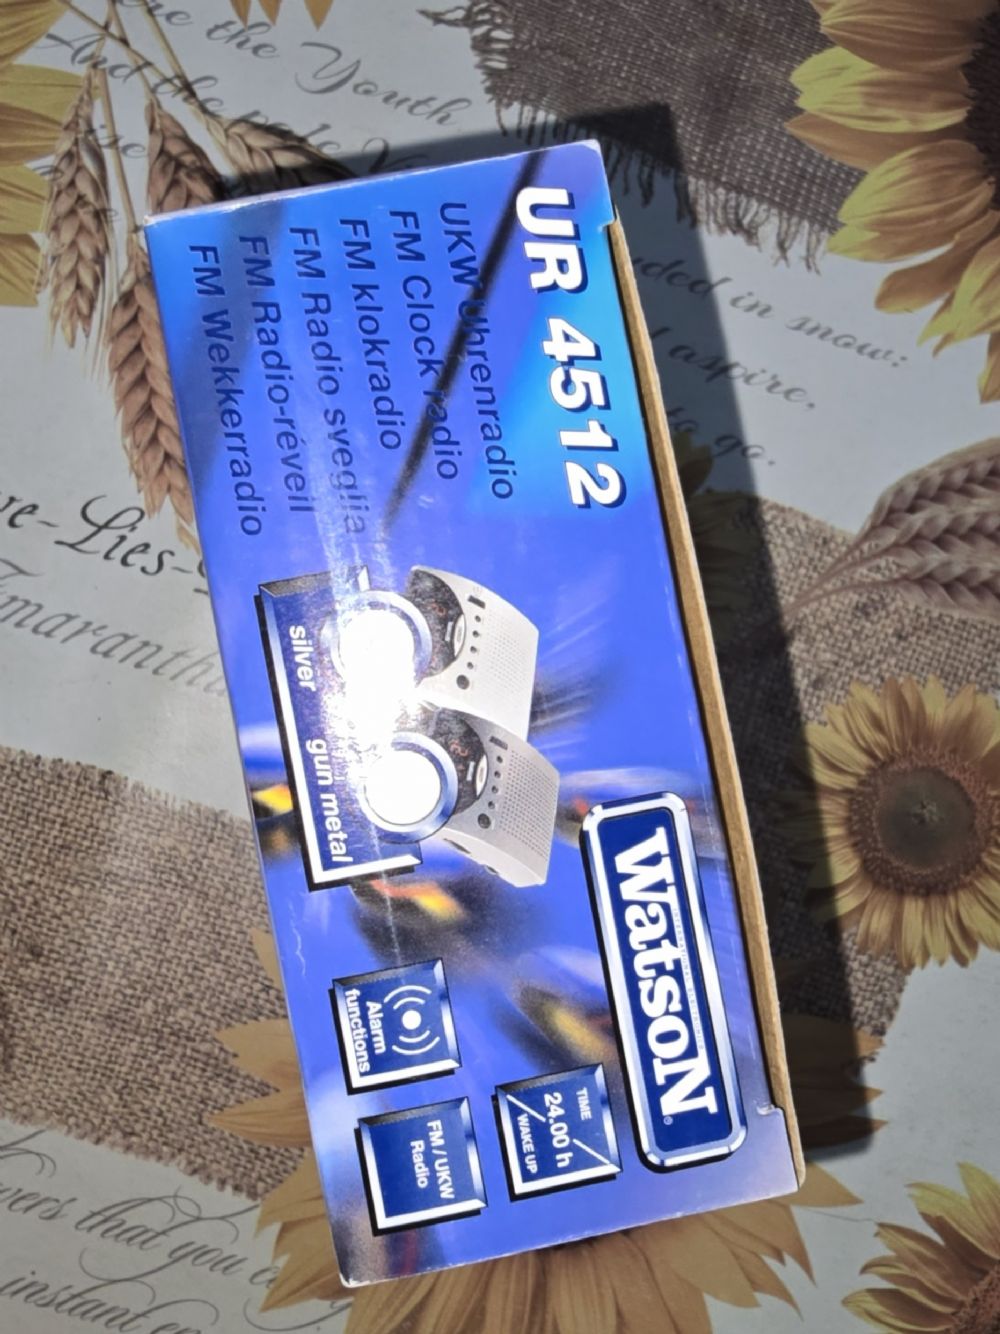 UR 4512
UKW Uhrenradio
FM Clock radio
FM klokradio
FM Radio sveglia
FM Radio-réveil
FM Wekkerradio
silver
gun metal
WatsoN®
TIME
24.00 h
WAKE UP
Alarm
functions
FM / UKW
Radio
ere the Youth
And the
ded in snow:
aspire,
to go.
re-Lies-
Amaranth
wers that you c
instant